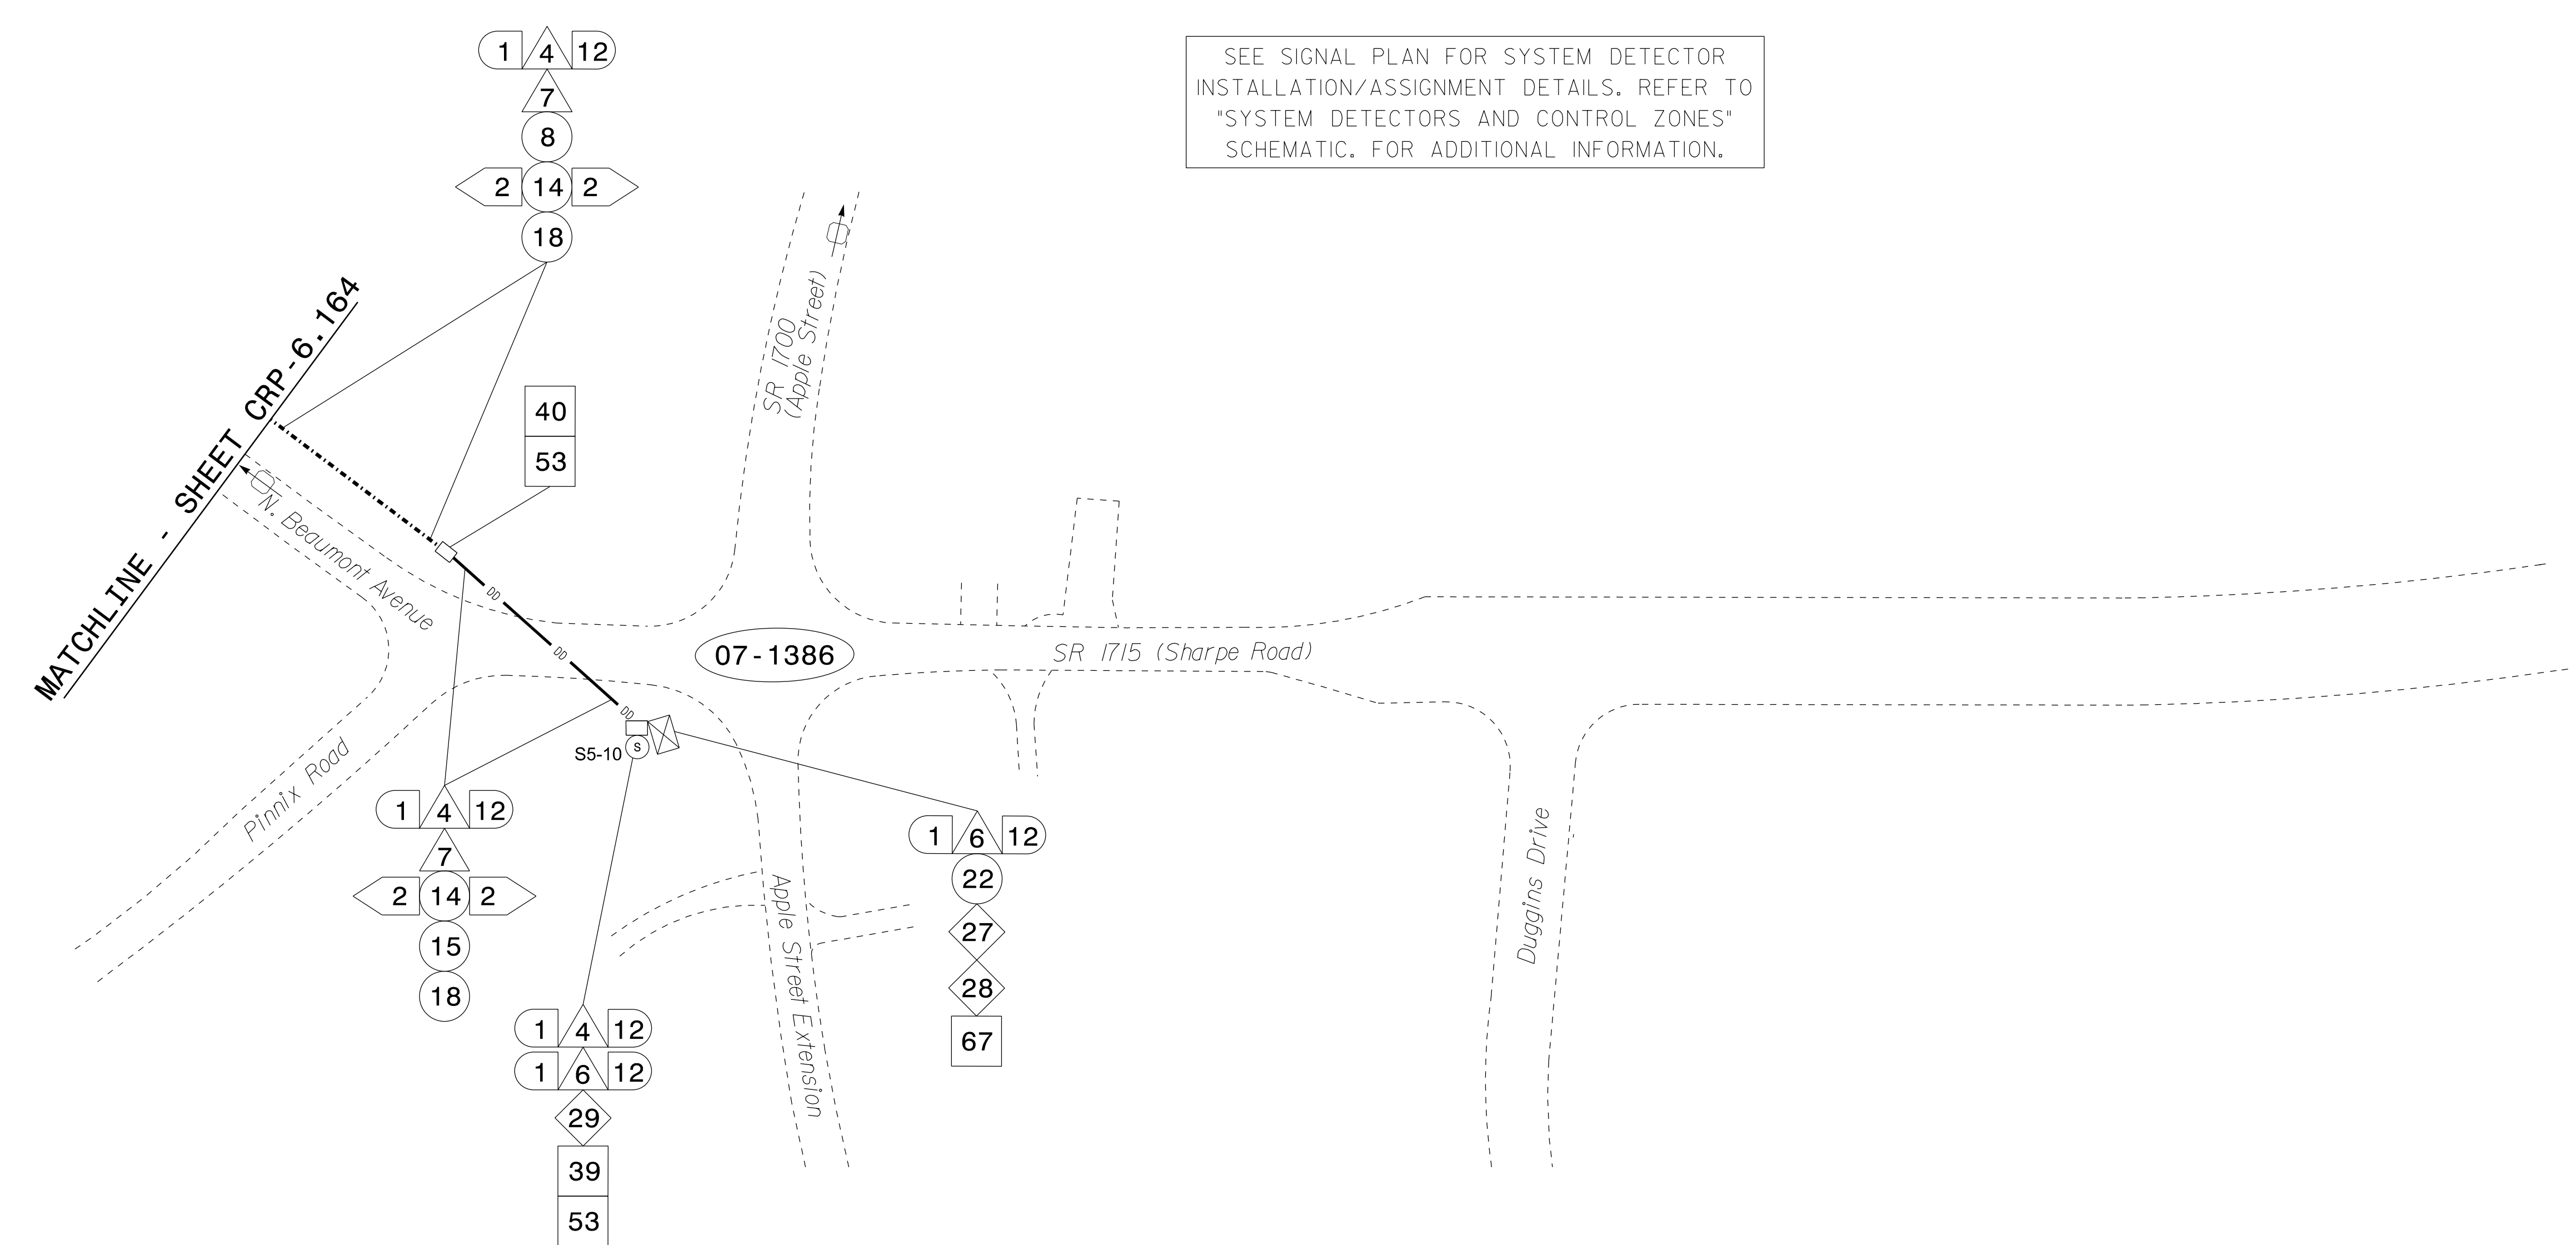 1 4 12
7
8
2 14 2
18
SEE SIGNAL PLAN FOR SYSTEM DETECTOR
INSTALLATION/ASSIGNMENT DETAILS. REFER TO
"SYSTEM DETECTORS AND CONTROL ZONES"
SCHEMATIC. FOR ADDITIONAL INFORMATION.
MATCHLINE - SHEET CRP-6.164
SR 1700
(Apple Street)
40
53
N. Beaumont Avenue
DD
DD
DD
07-1386
SR 1715 (Sharpe Road)
S5-10
S
Pinnix Road
1 4 12
7
2 14 2
15
18
1 6 12
22
27
28
67
Apple Street Extension
Duggins Drive
1 4 12
1 6 12
29
39
53